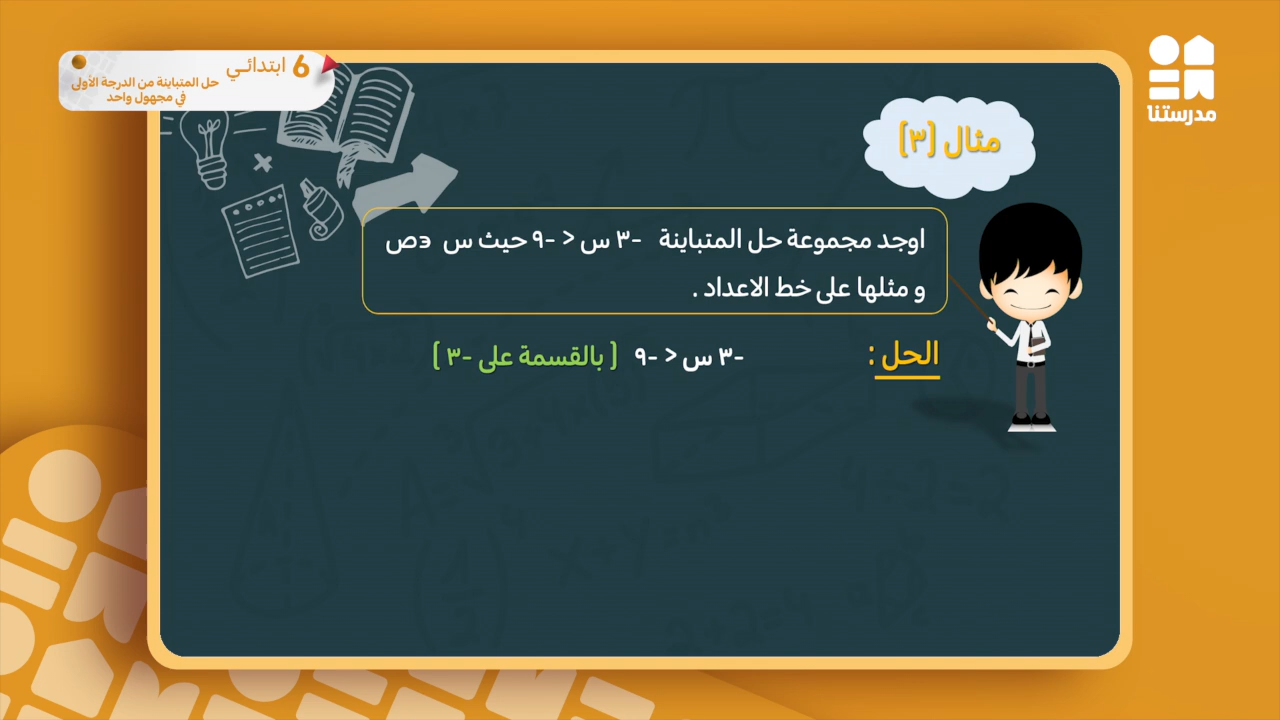 6 ابتدائي
حل المتباينة من الدرجة الأولى
في مجهول واحد
مدرستنا
مثال [٣]
اوجد مجموعة حل المتباينة -٣ س < -٩ حيث س ∈ ص
و مثلها على خط الاعداد .
الحل : -٣ س < -٩ [ بالقسمة على -٣ ]